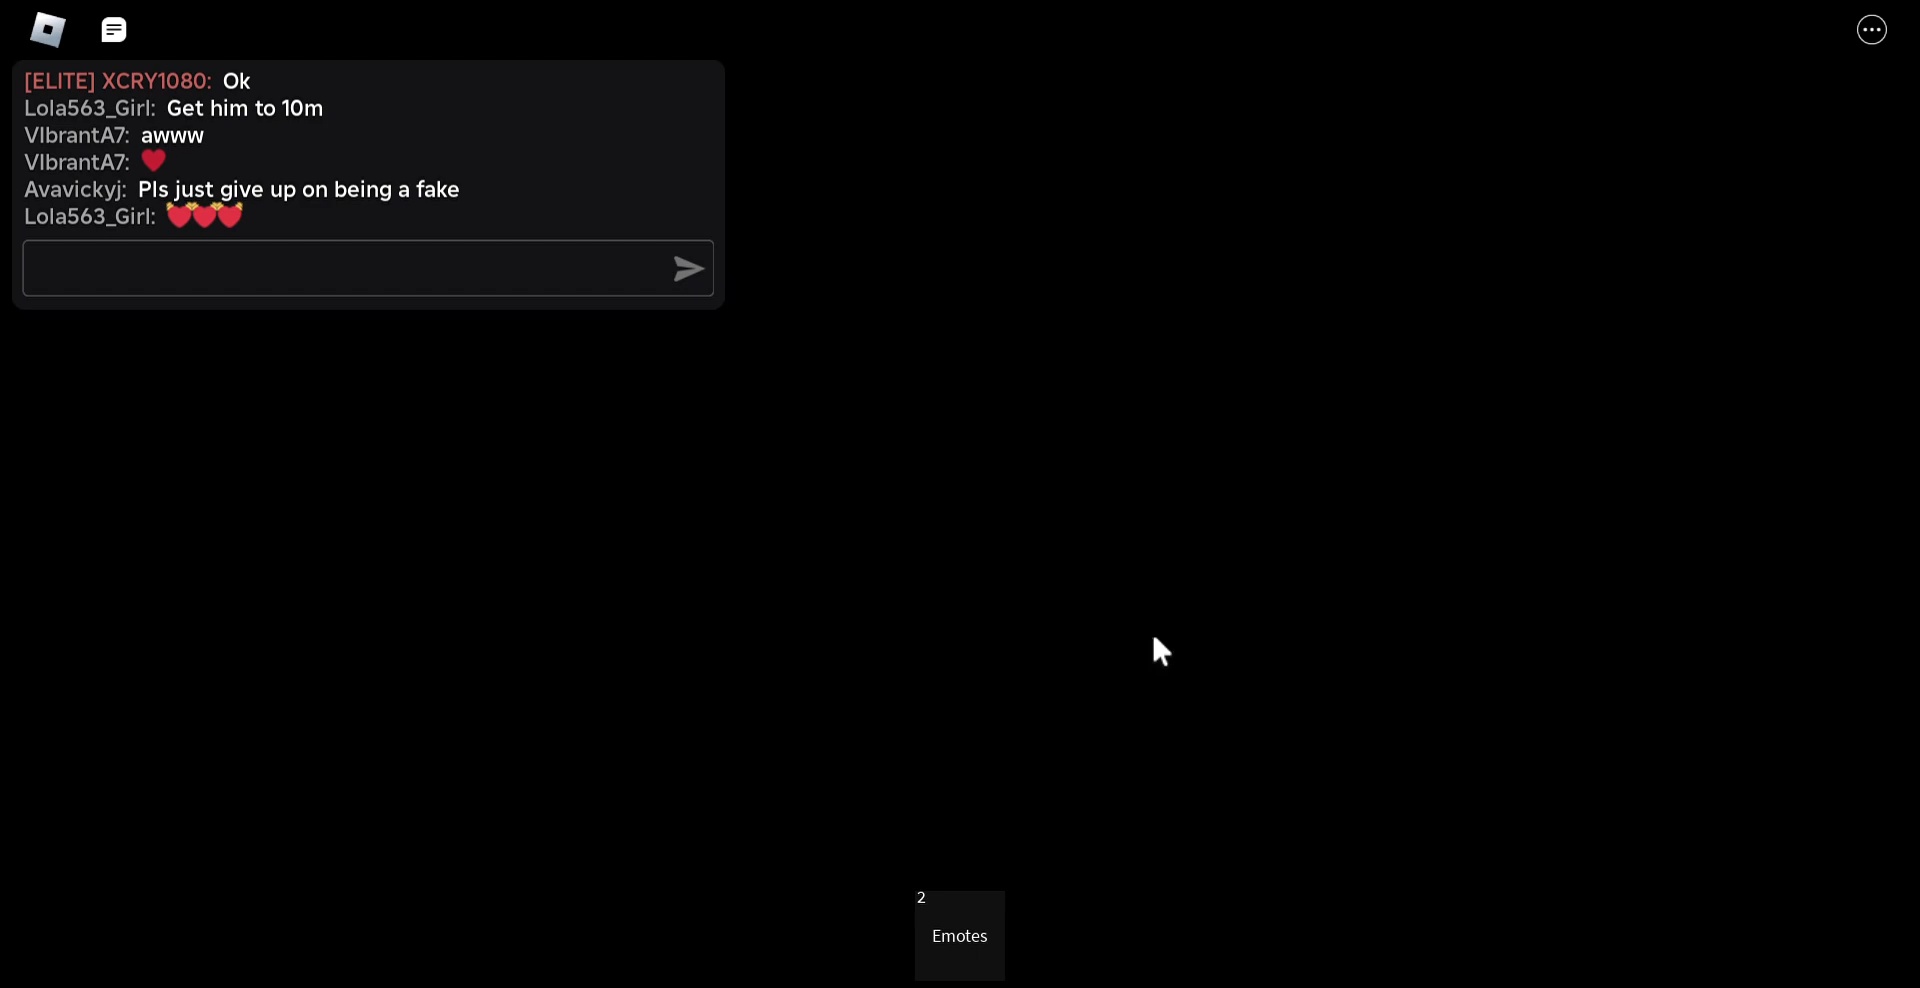 [ELITE] XCRY1080: Ok
Lola563_Girl: Get him to 10m
VIbrantA7: awww
VIbrantA7: ❤️
Avavickyj: Pls just give up on being a fake
Lola563_Girl: 💝💝💝
2
Emotes